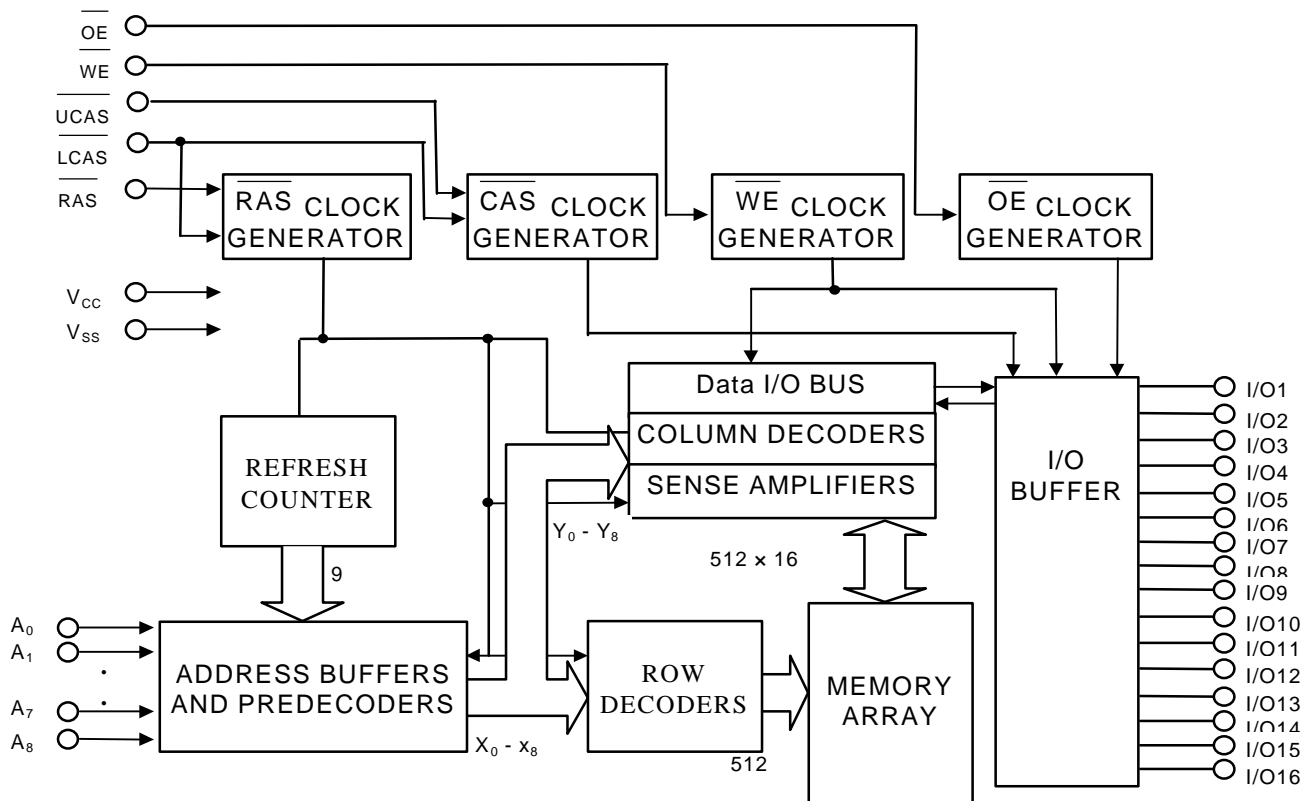 OE
WE
UCAS
LCAS
RAS
RAS CLOCK
GENERATOR
CAS CLOCK
GENERATOR
WE CLOCK
GENERATOR
OE CLOCK
GENERATOR
VCC
VSS
Data I/O BUS
COLUMN DECODERS
SENSE AMPLIFIERS
REFRESH
COUNTER
I/O
BUFFER
I/O1
I/O2
I/O3
I/O4
I/O5
I/O6
I/O7
I/O8
I/O9
I/O10
I/O11
I/O12
I/O13
I/O14
I/O15
I/O16
Y0 - Y8
512 × 16
9
A0
A1
.
.
A7
A8
ADDRESS BUFFERS
AND PREDECODERS
ROW
DECODERS
MEMORY
ARRAY
X0 - x8
512